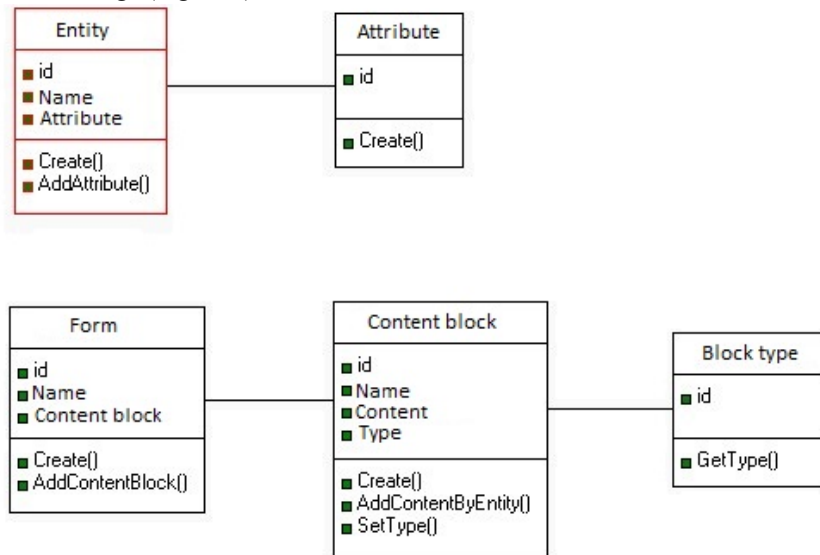 Entity
id
Name
Attribute
Create()
AddAttribute()
Attribute
id
Create()
Form
id
Name
Content block
Create()
AddContentBlock()
Content block
id
Name
Content
Type
Create()
AddContentByEntity()
SetType()
Block type
id
GetType()